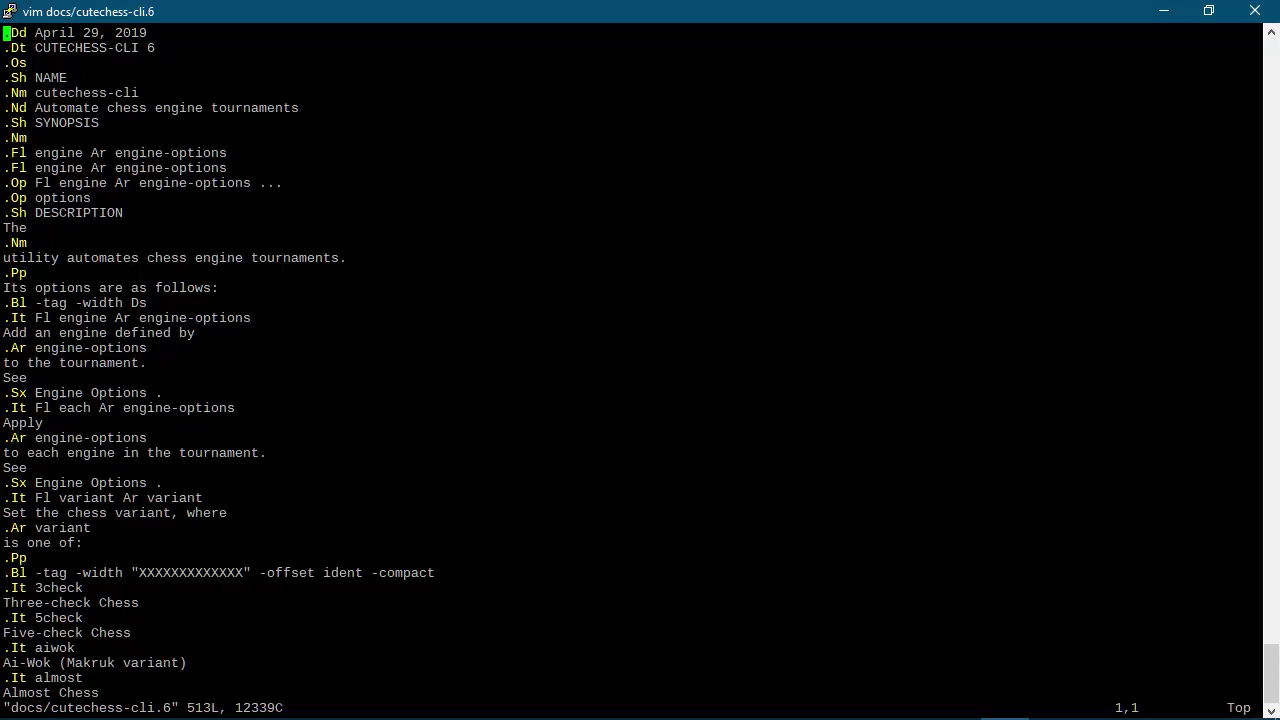 vim docs/cutechess-cli.6
.Dd April 29, 2019
.Dt CUTECHESS-CLI 6
.Os
.Sh NAME
.Nm cutechess-cli
.Nd Automate chess engine tournaments
.Sh SYNOPSIS
.Nm
.Fl engine Ar engine-options
.Fl engine Ar engine-options
.Op Fl engine Ar engine-options ...
.Op options
.Sh DESCRIPTION
The
.Nm
utility automates chess engine tournaments.
.Pp
Its options are as follows:
.Bl -tag -width Ds
.It Fl engine Ar engine-options
Add an engine defined by
.Ar engine-options
to the tournament.
See
.Sx Engine Options .
.It Fl each Ar engine-options
Apply
.Ar engine-options
to each engine in the tournament.
See
.Sx Engine Options .
.It Fl variant Ar variant
Set the chess variant, where
.Ar variant
is one of:
.Pp
.Bl -tag -width "XXXXXXXXXXXXX" -offset ident -compact
.It 3check
Three-check Chess
.It 5check
Five-check Chess
.It aiwok
Ai-Wok (Makruk variant)
.It almost
Almost Chess
"docs/cutechess-cli.6" 513L, 12339C 1,1 Top